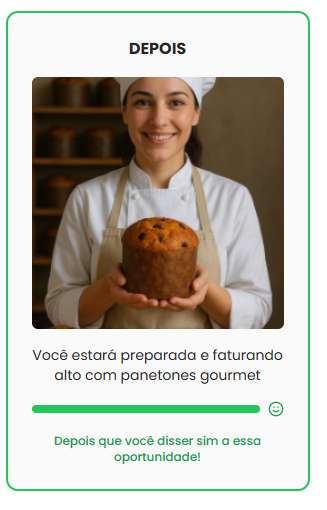 DEPOIS
Você estará preparada e faturando
alto com panetones gourmet
Depois que você disser sim a essa
oportunidade!